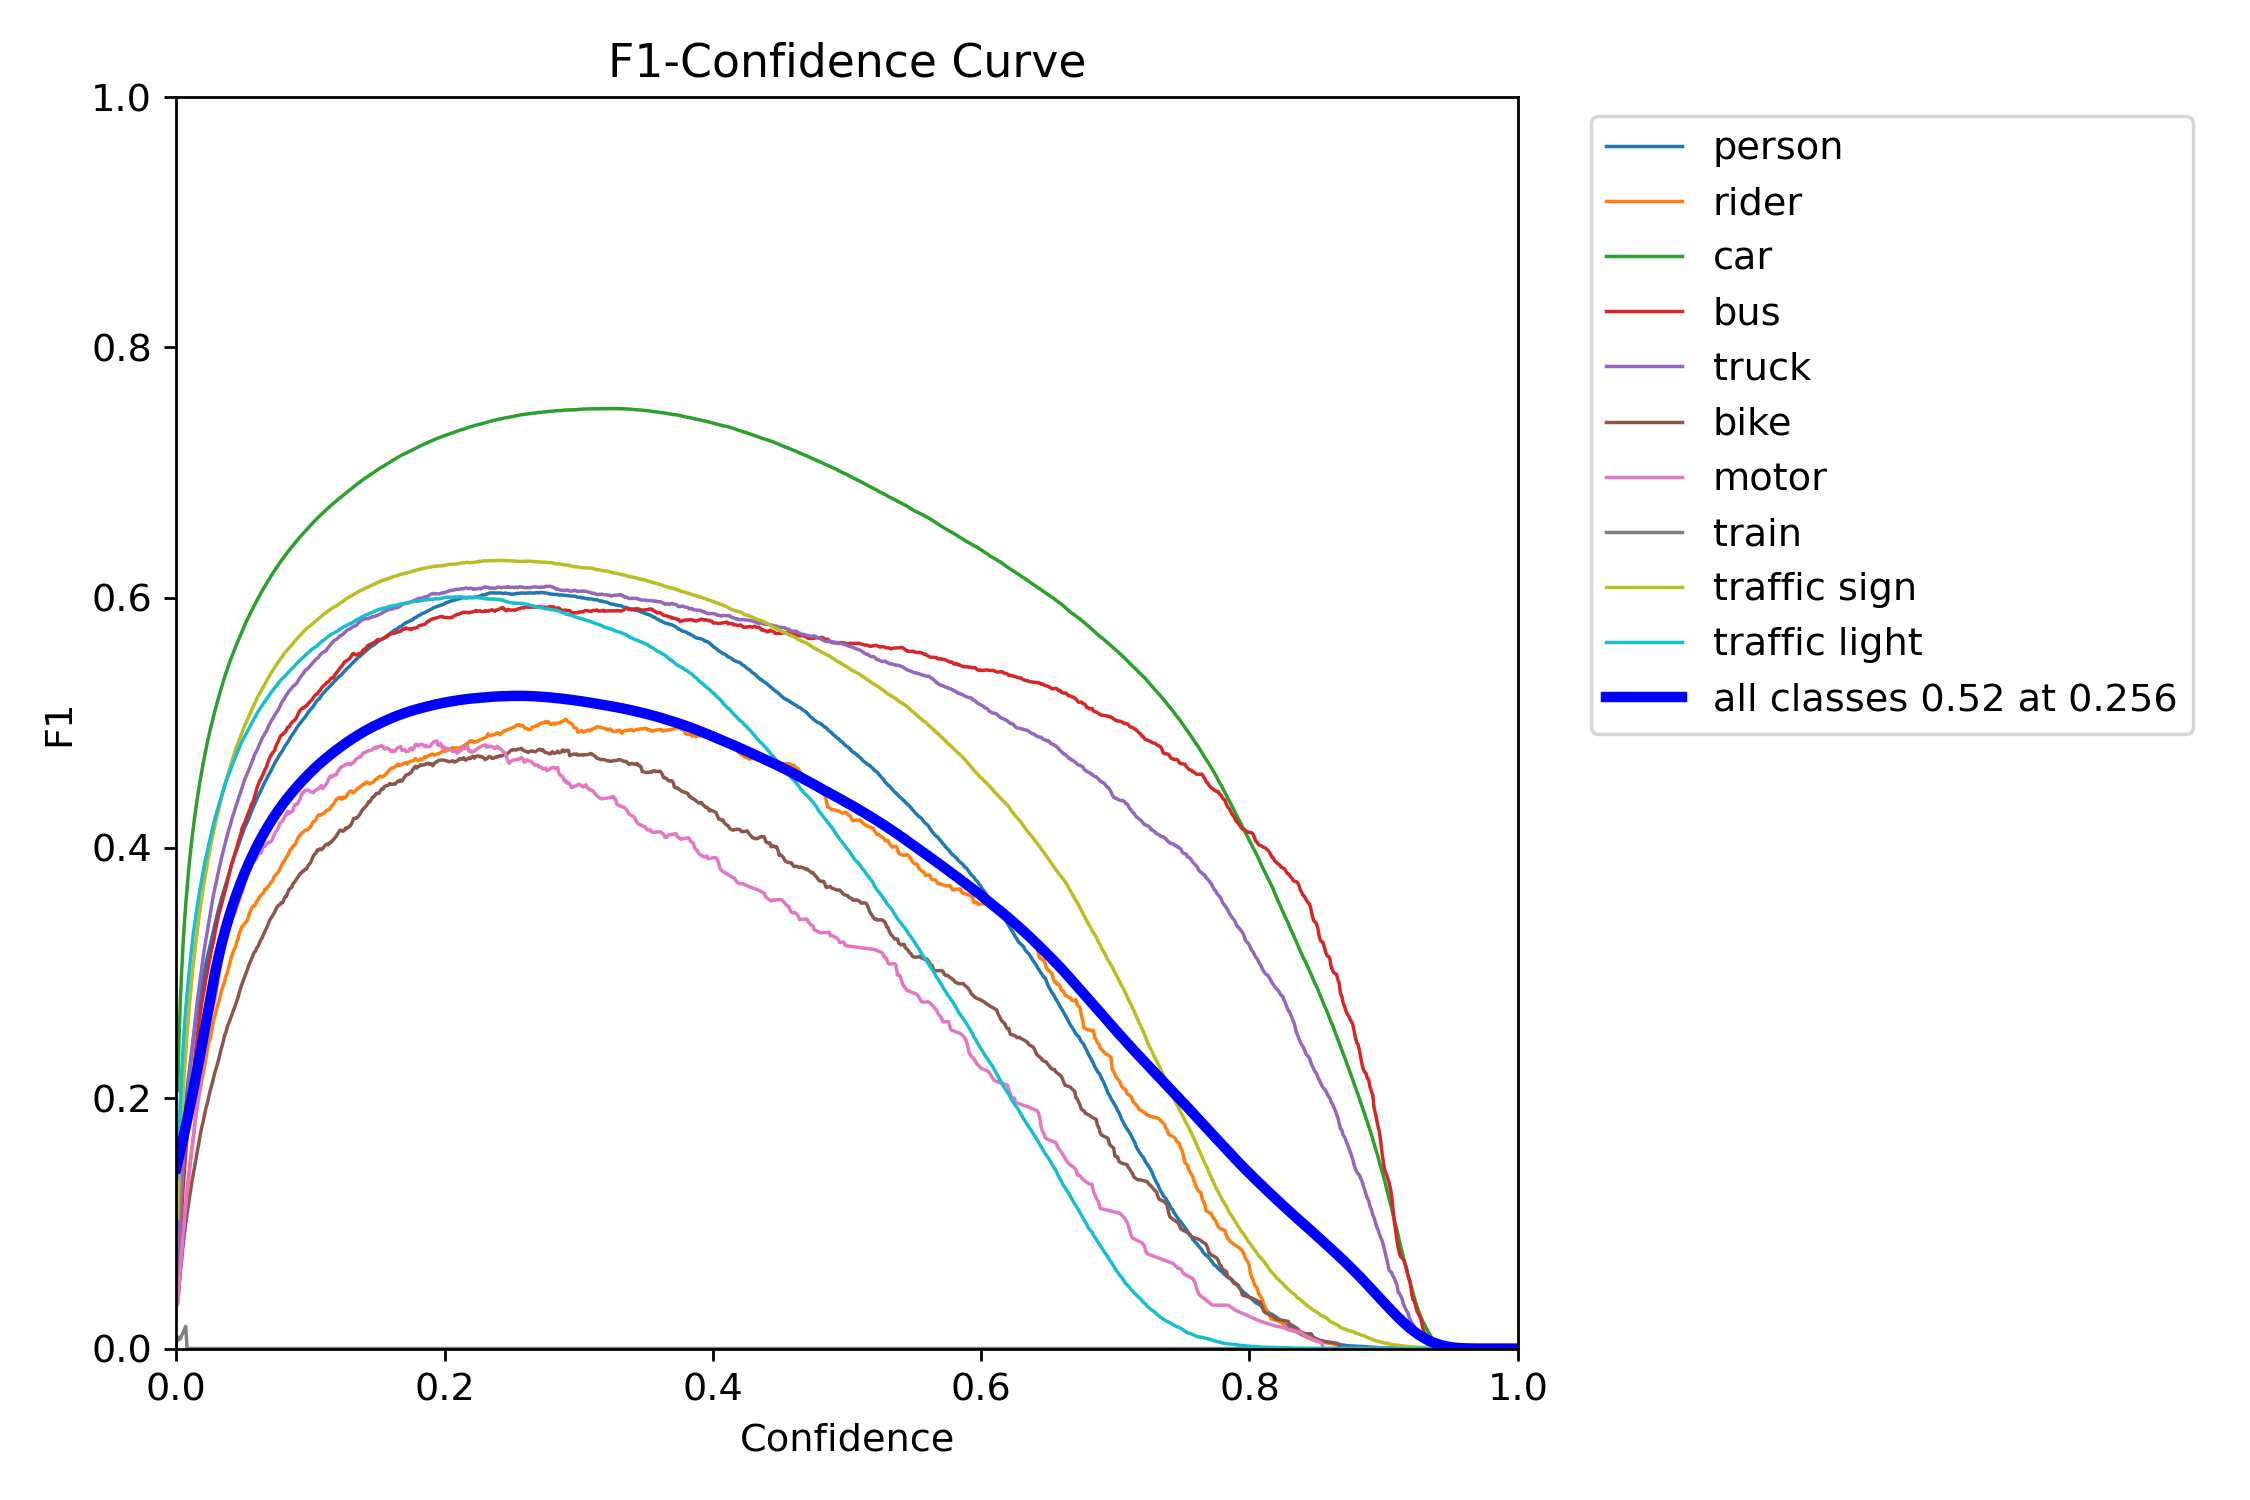 F1-Confidence Curve
1.0
0.8
0.6
0.4
0.2
0.0
F1
0.0 0.2 0.4 0.6 0.8 1.0
Confidence
person
rider
car
bus
truck
bike
motor
train
traffic sign
traffic light
all classes 0.52 at 0.256